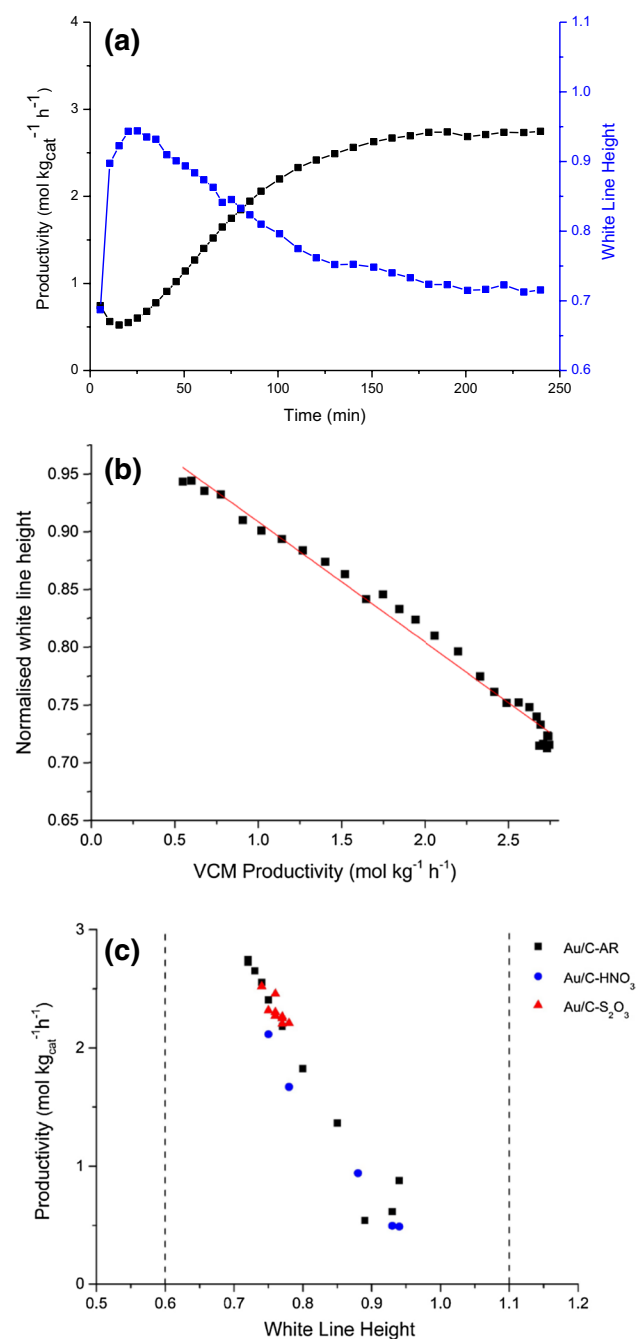 (a)
4
3
2
1
0
Productivity (mol kg_cat^-1 h^-1)
1.1
1.0
0.9
0.8
0.7
0.6
White Line Height
0 50 100 150 200 250
Time (min)
(b)
0.95
0.90
0.85
0.80
0.75
0.70
0.65
Normalised white line height
0.0 0.5 1.0 1.5 2.0 2.5
VCM Productivity (mol kg⁻¹ h⁻¹)
(c)
3
2
1
0
Productivity (mol kg_cat^-1 h^-1)
Au/C-AR
Au/C-HNO₃
Au/C-S₂O₃
0.5 0.6 0.7 0.8 0.9 1.0 1.1 1.2
White Line Height